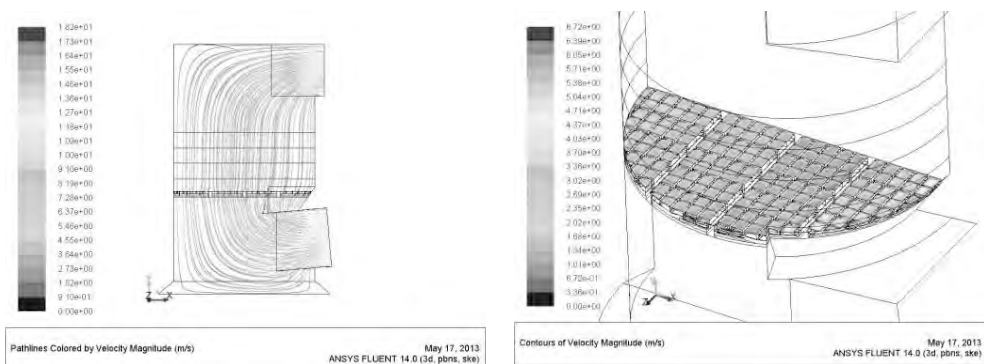 1.82e+01
1.73e+01
1.64e+01
1.55e+01
1.46e+01
1.36e+01
1.27e+01
1.18e+01
1.09e+01
1.00e+01
9.10e+00
8.19e+00
7.28e+00
6.37e+00
5.46e+00
4.55e+00
3.64e+00
2.73e+00
1.82e+00
9.10e-01
0.00e+00
Y
X
Pathlines Colored by Velocity Magnitude (m/s)
May 17, 2013
ANSYS FLUENT 14.0 (3d, pbns, ske)
6.72e+00
6.39e+00
6.05e+00
5.71e+00
5.38e+00
5.04e+00
4.71e+00
4.37e+00
4.03e+00
3.70e+00
3.36e+00
3.02e+00
2.69e+00
2.35e+00
2.02e+00
1.68e+00
1.34e+00
1.01e+00
6.72e-01
3.36e-01
0.00e+00
X
Contours of Velocity Magnitude (m/s)
May 17, 2013
ANSYS FLUENT 14.0 (3d, pbns, ske)